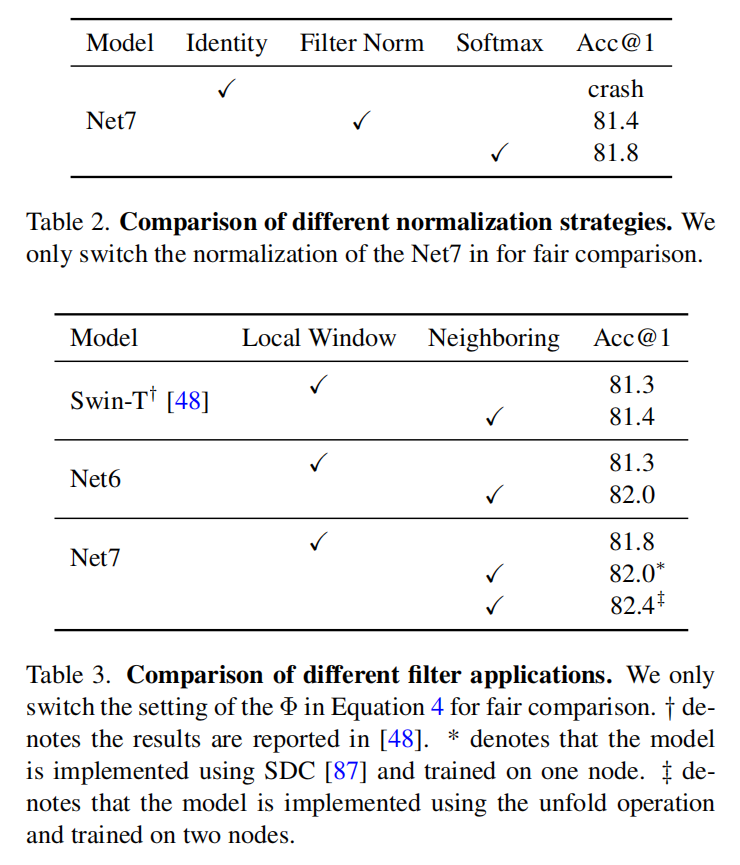 Model Identity Filter Norm Softmax Acc@1
✓ crash
Net7 ✓ 81.4
✓ 81.8
Table 2. Comparison of different normalization strategies. We
only switch the normalization of the Net7 in for fair comparison.
Model Local Window Neighboring Acc@1
Swin-T† [48] ✓ 81.3
✓ 81.4
Net6 ✓ 81.3
✓ 82.0
Net7 ✓ 81.8
✓ 82.0*
✓ 82.4‡
Table 3. Comparison of different filter applications. We only
switch the setting of the Φ in Equation 4 for fair comparison. † de-
notes the results are reported in [48]. * denotes that the model
is implemented using SDC [87] and trained on one node. ‡ de-
notes that the model is implemented using the unfold operation
and trained on two nodes.